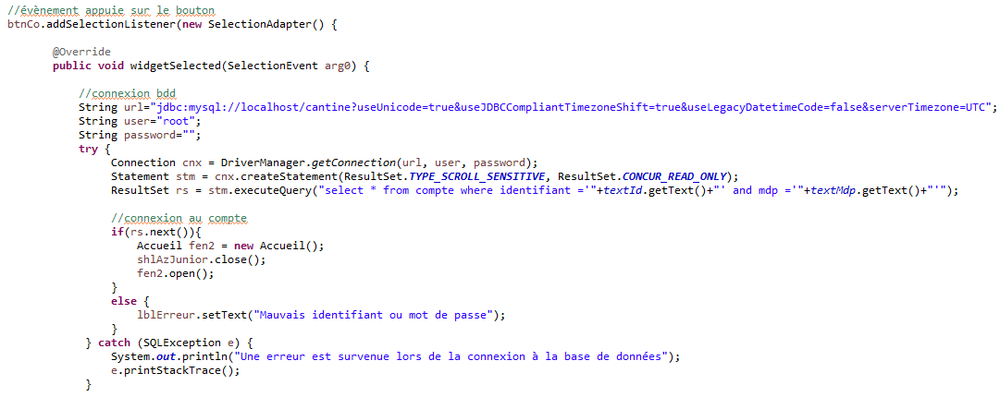 //évènement appuie sur le bouton
btnCo.addSelectionListener(new SelectionAdapter() {
@Override
public void widgetSelected(SelectionEvent arg0) {
//connexion bdd
String url="jdbc:mysql://localhost/cantine?useUnicode=true&useJDBCCompliantTimezoneShift=true&useLegacyDatetimeCode=false&serverTimezone=UTC";
String user="root";
String password="";
try {
Connection cnx = DriverManager.getConnection(url, user, password);
Statement stm = cnx.createStatement(ResultSet.TYPE_SCROLL_SENSITIVE, ResultSet.CONCUR_READ_ONLY);
ResultSet rs = stm.executeQuery("select * from compte where identifiant ='"+textId.getText()+"' and mdp ='"+textMdp.getText()+"'");
//connexion au compte
if(rs.next()){
Accueil fen2 = new Accueil();
shlAzJunior.close();
fen2.open();
}
else {
lblErreur.setText("Mauvais identifiant ou mot de passe");
}
} catch (SQLException e) {
System.out.println("Une erreur est survenue lors de la connexion à la base de données");
e.printStackTrace();
}